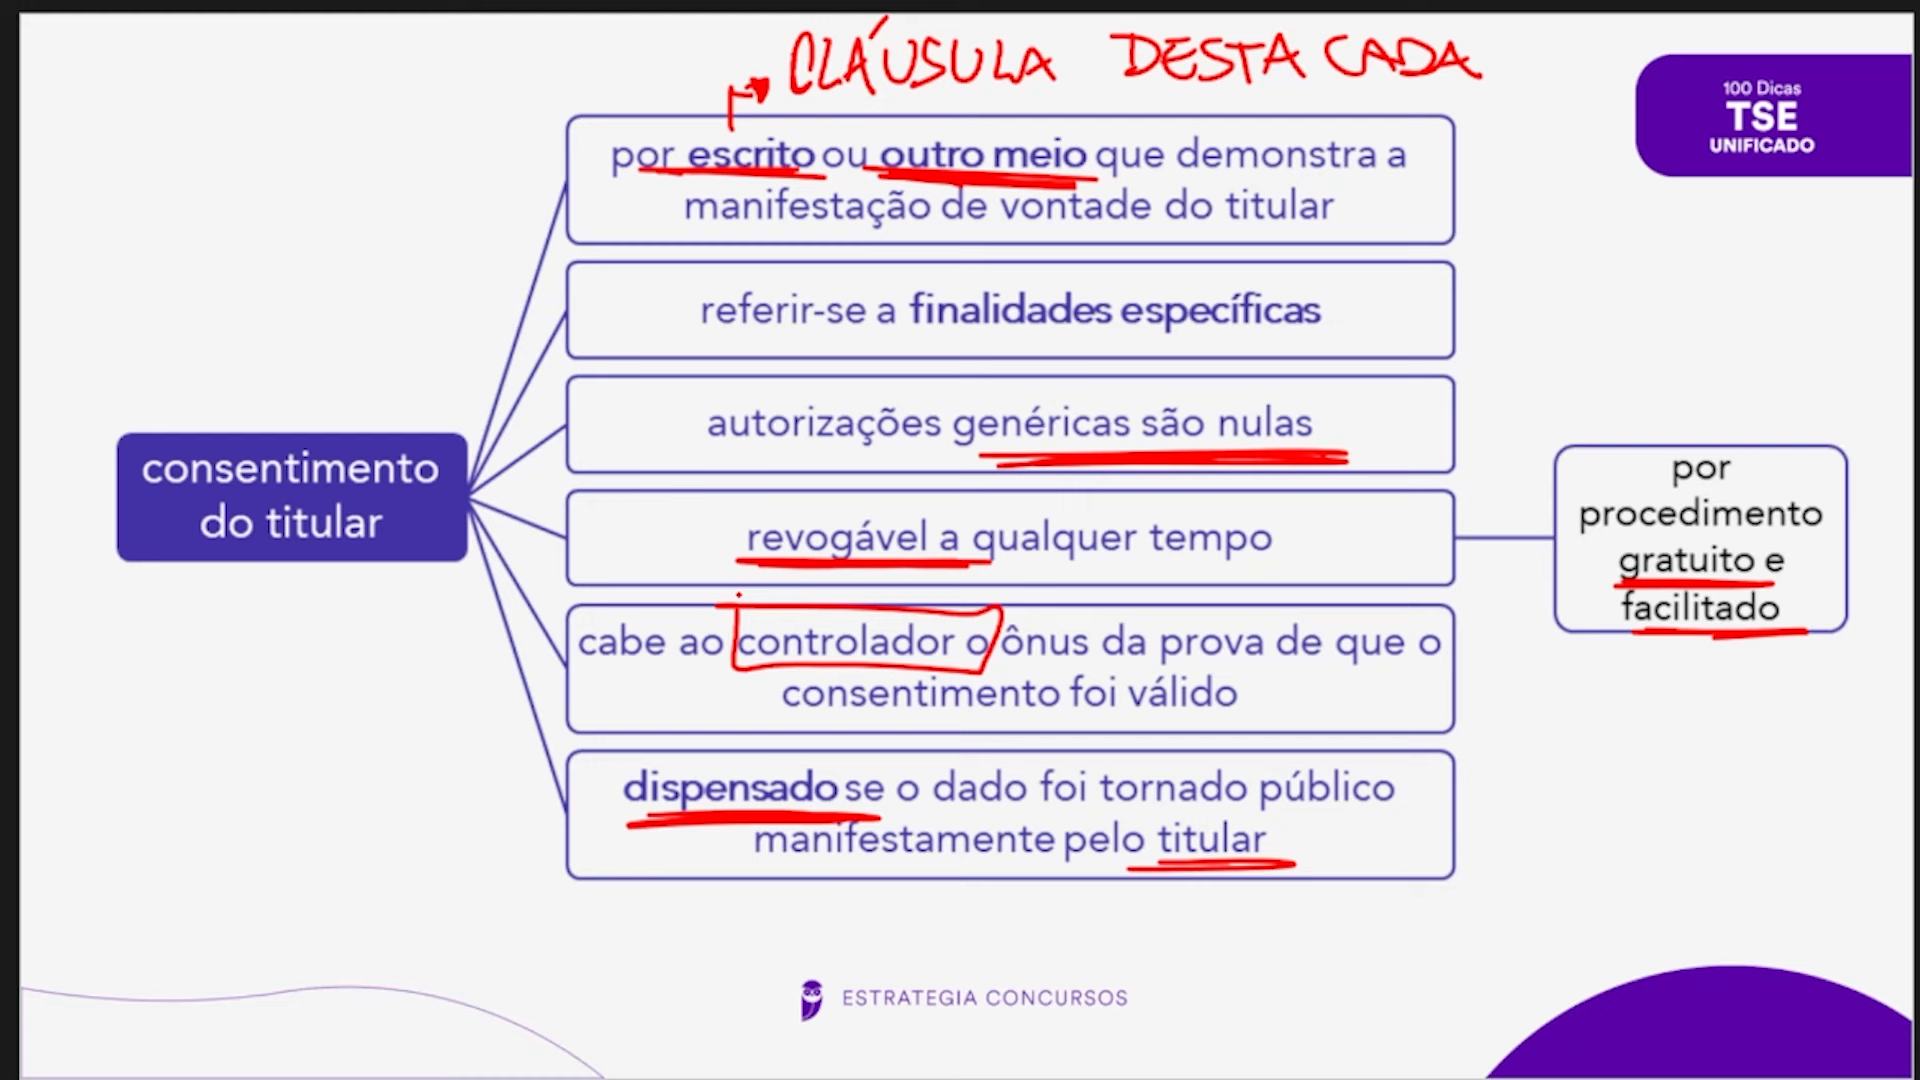 CLÁUSULA DESTACADA
100 Dicas
TSE
UNIFICADO
por escrito ou outro meio que demonstra a
manifestação de vontade do titular
referir-se a finalidades específicas
autorizações genéricas são nulas
consentimento
do titular
revogável a qualquer tempo
por
procedimento
gratuito e
facilitado
cabe ao controlador o ônus da prova de que o
consentimento foi válido
dispensado se o dado foi tornado público
manifestamente pelo titular
ESTRATEGIA CONCURSOS